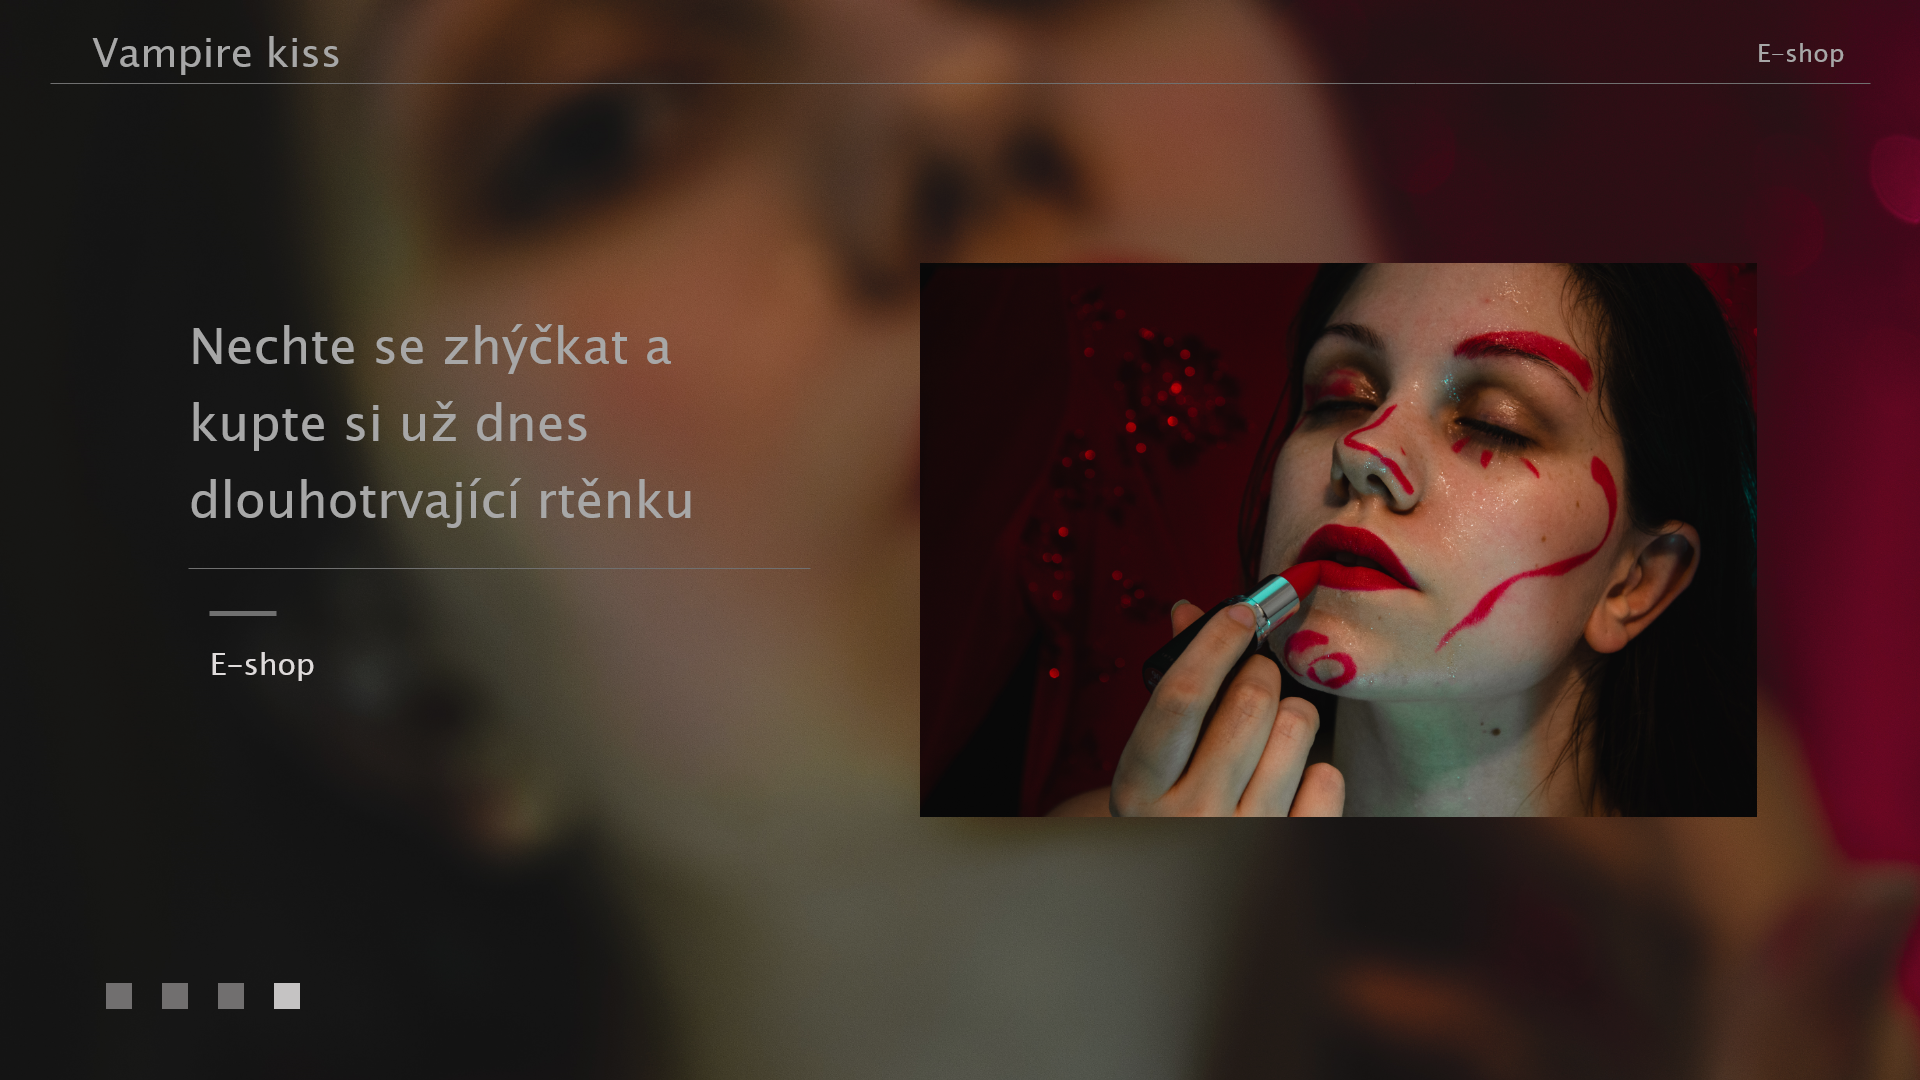 Vampire kiss
E-shop
Nechte se zhýčkat a
kupte si už dnes
dlouhotrvající rtěnku
E-shop